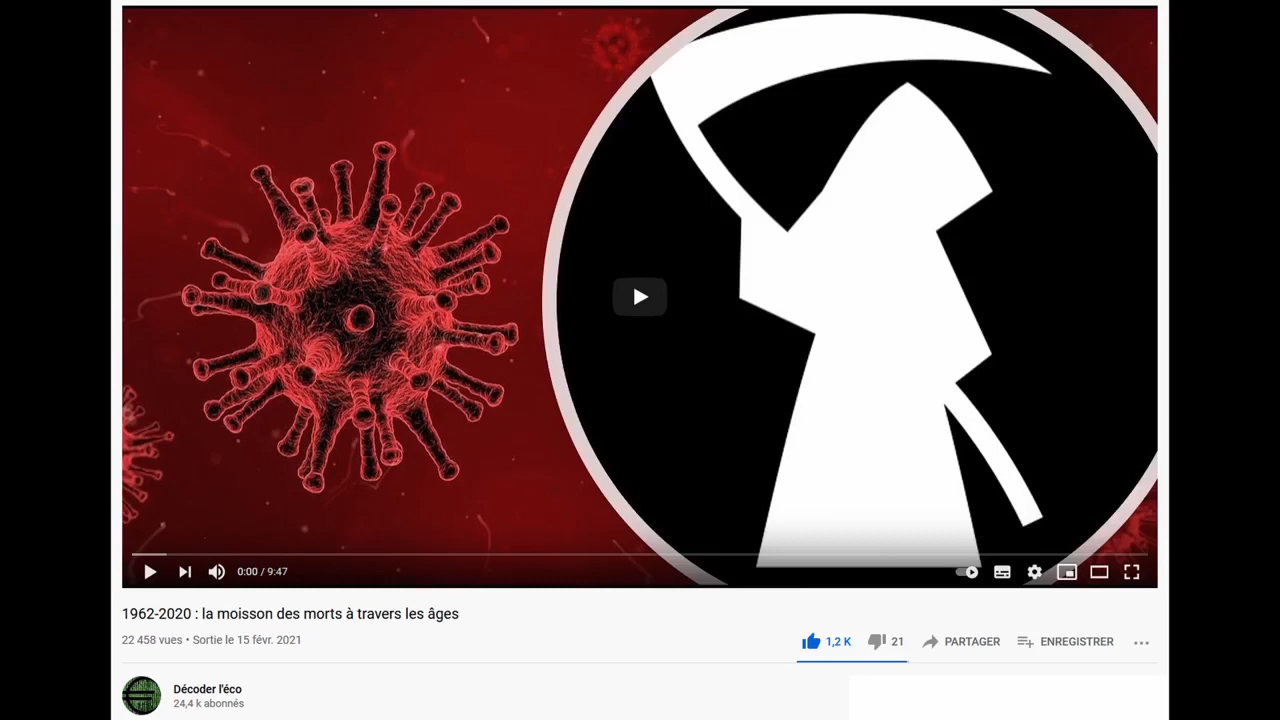 0:00 / 9:47
1962-2020 : la moisson des morts à travers les âges
22 458 vues • Sortie le 15 févr. 2021
1,2 K 21 PARTAGER ENREGISTRER
Décoder l'éco
24,4 k abonnés